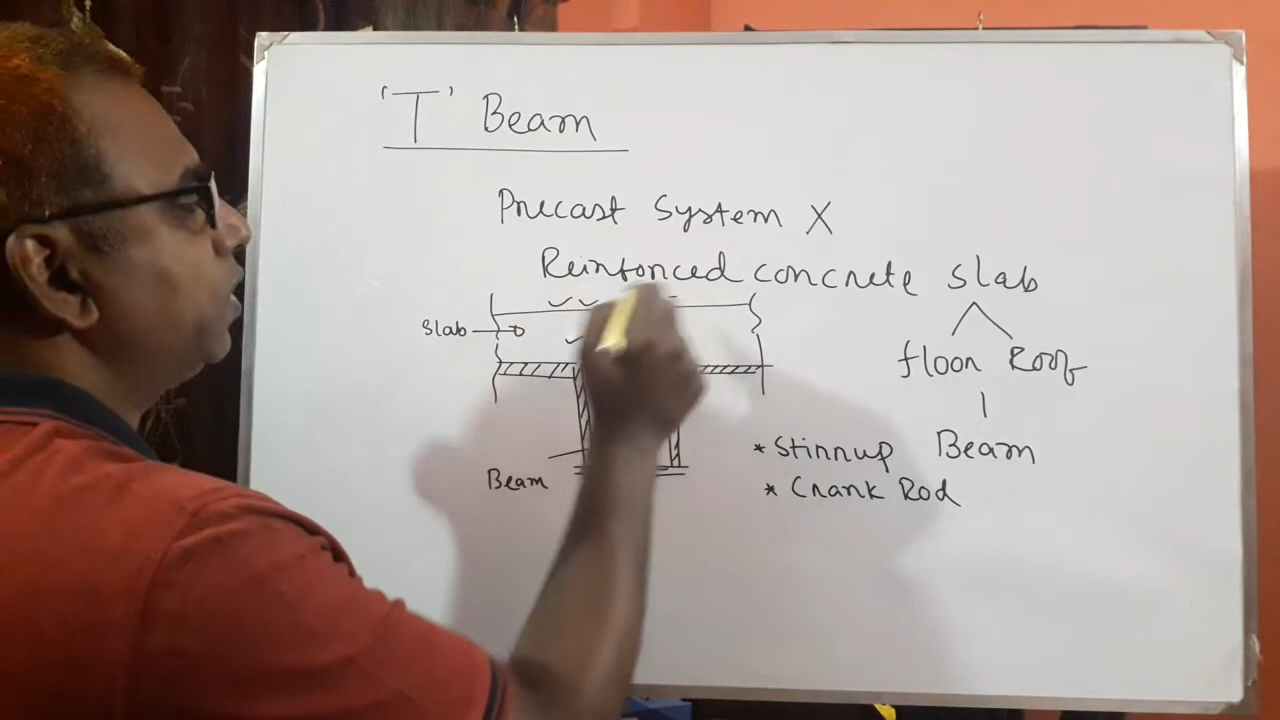 'T' Beam
Precast System X
Reinforced concrete slab
slab
floor Roof
* Stirrup Beam
* Crank Rod
Beam